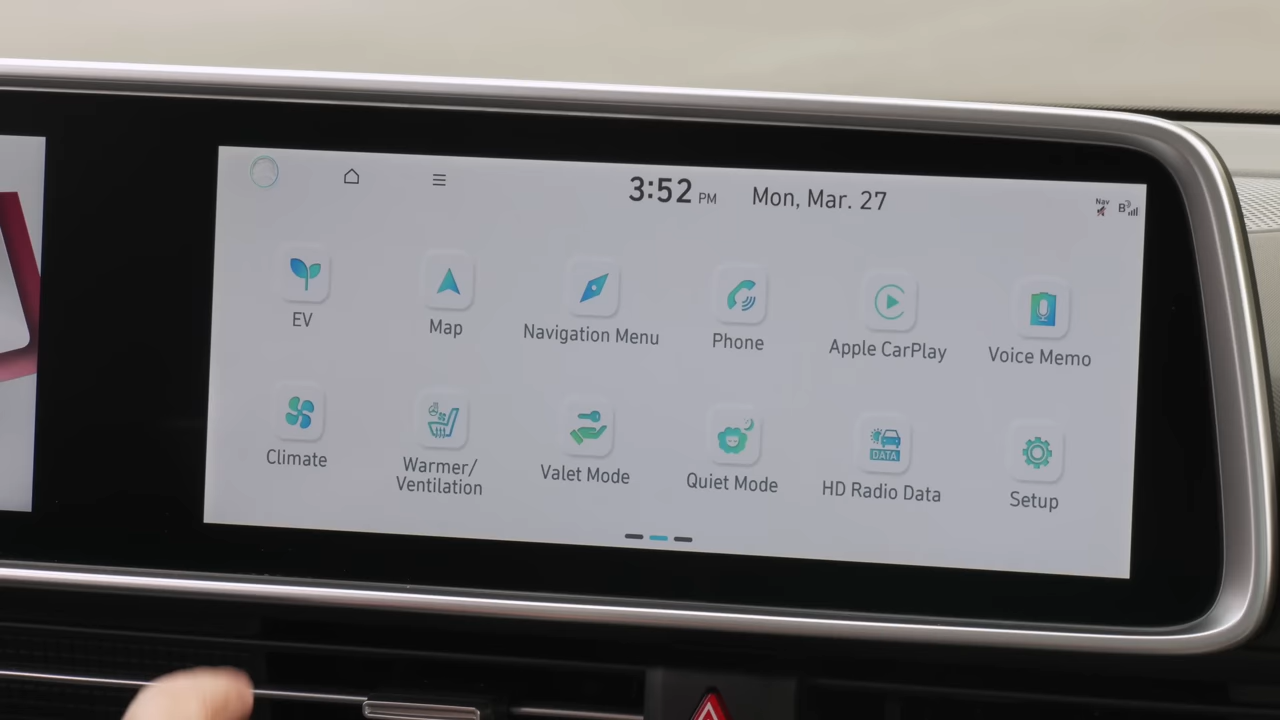 3:52 PM Mon, Mar. 27
Nav
B
EV
Map
Navigation Menu
Phone
Apple CarPlay
Voice Memo
Climate
Warmer/
Ventilation
Valet Mode
Quiet Mode
DATA
HD Radio Data
Setup